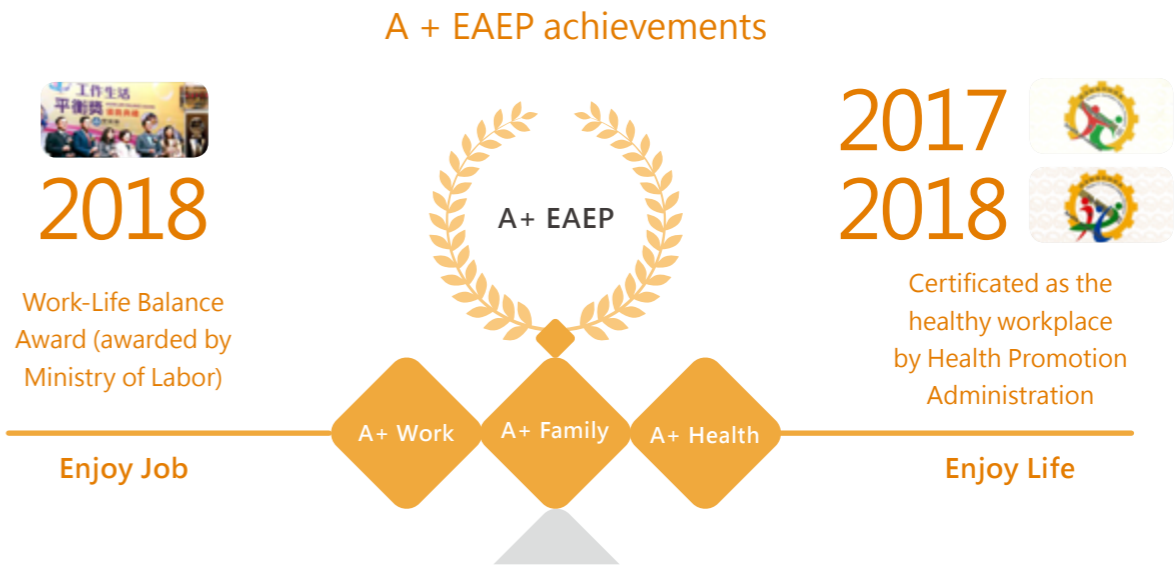 A + EAEP achievements
工作生活
平衡獎
2018
Work-Life Balance
Award (awarded by
Ministry of Labor)
A+ EAEP
2017
2018
Certificated as the
healthy workplace
by Health Promotion
Administration
A+ Work
A+ Family
A+ Health
Enjoy Job
Enjoy Life